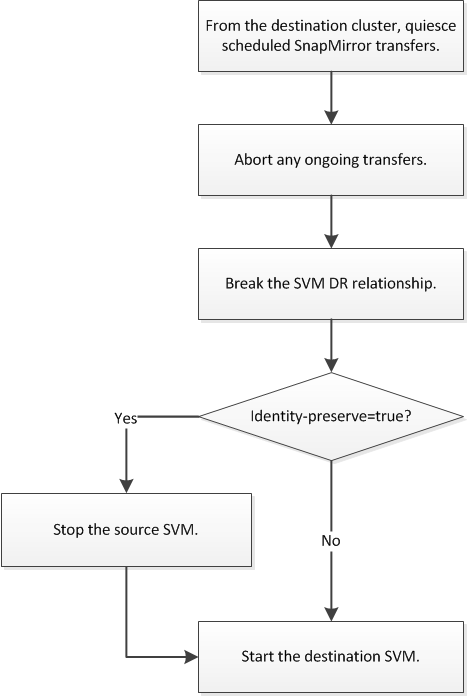 From the destination cluster, quiesce
scheduled SnapMirror transfers.
Abort any ongoing transfers.
Break the SVM DR relationship.
Identity-preserve=true?
Yes
Stop the source SVM.
No
Start the destination SVM.